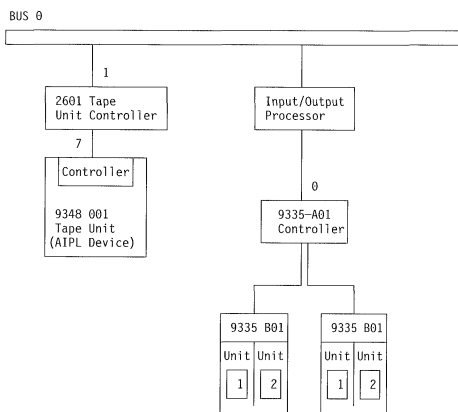 BUS 0
1
2601 Tape
Unit Controller
7
Controller
9348 001
Tape Unit
(AIPL Device)
Input/Output
Processor
0
9335-A01
Controller
9335 B01
Unit Unit
1 2
9335 B01
Unit Unit
1 2